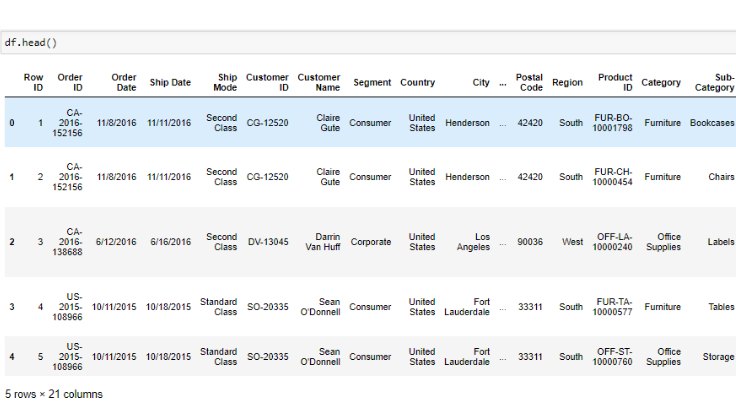 df.head()
Row ID Order ID Order Date Ship Date Ship Mode Customer ID Customer Name Segment Country City ... Postal Code Region Product ID Category Sub-Category
0 1 CA-2016-152156 11/8/2016 11/11/2016 Second Class CG-12520 Claire Gute Consumer United States Henderson ... 42420 South FUR-BO-10001798 Furniture Bookcases
1 2 CA-2016-152156 11/8/2016 11/11/2016 Second Class CG-12520 Claire Gute Consumer United States Henderson ... 42420 South FUR-CH-10000454 Furniture Chairs
2 3 CA-2016-138688 6/12/2016 6/16/2016 Second Class DV-13045 Darrin Van Huff Corporate United States Los Angeles ... 90036 West OFF-LA-10000240 Office Supplies Labels
3 4 US-2015-108966 10/11/2015 10/18/2015 Standard Class SO-20335 Sean O'Donnell Consumer United States Fort Lauderdale ... 33311 South FUR-TA-10000577 Furniture Tables
4 5 US-2015-108966 10/11/2015 10/18/2015 Standard Class SO-20335 Sean O'Donnell Consumer United States Fort Lauderdale ... 33311 South OFF-ST-10000760 Office Supplies Storage
5 rows × 21 columns